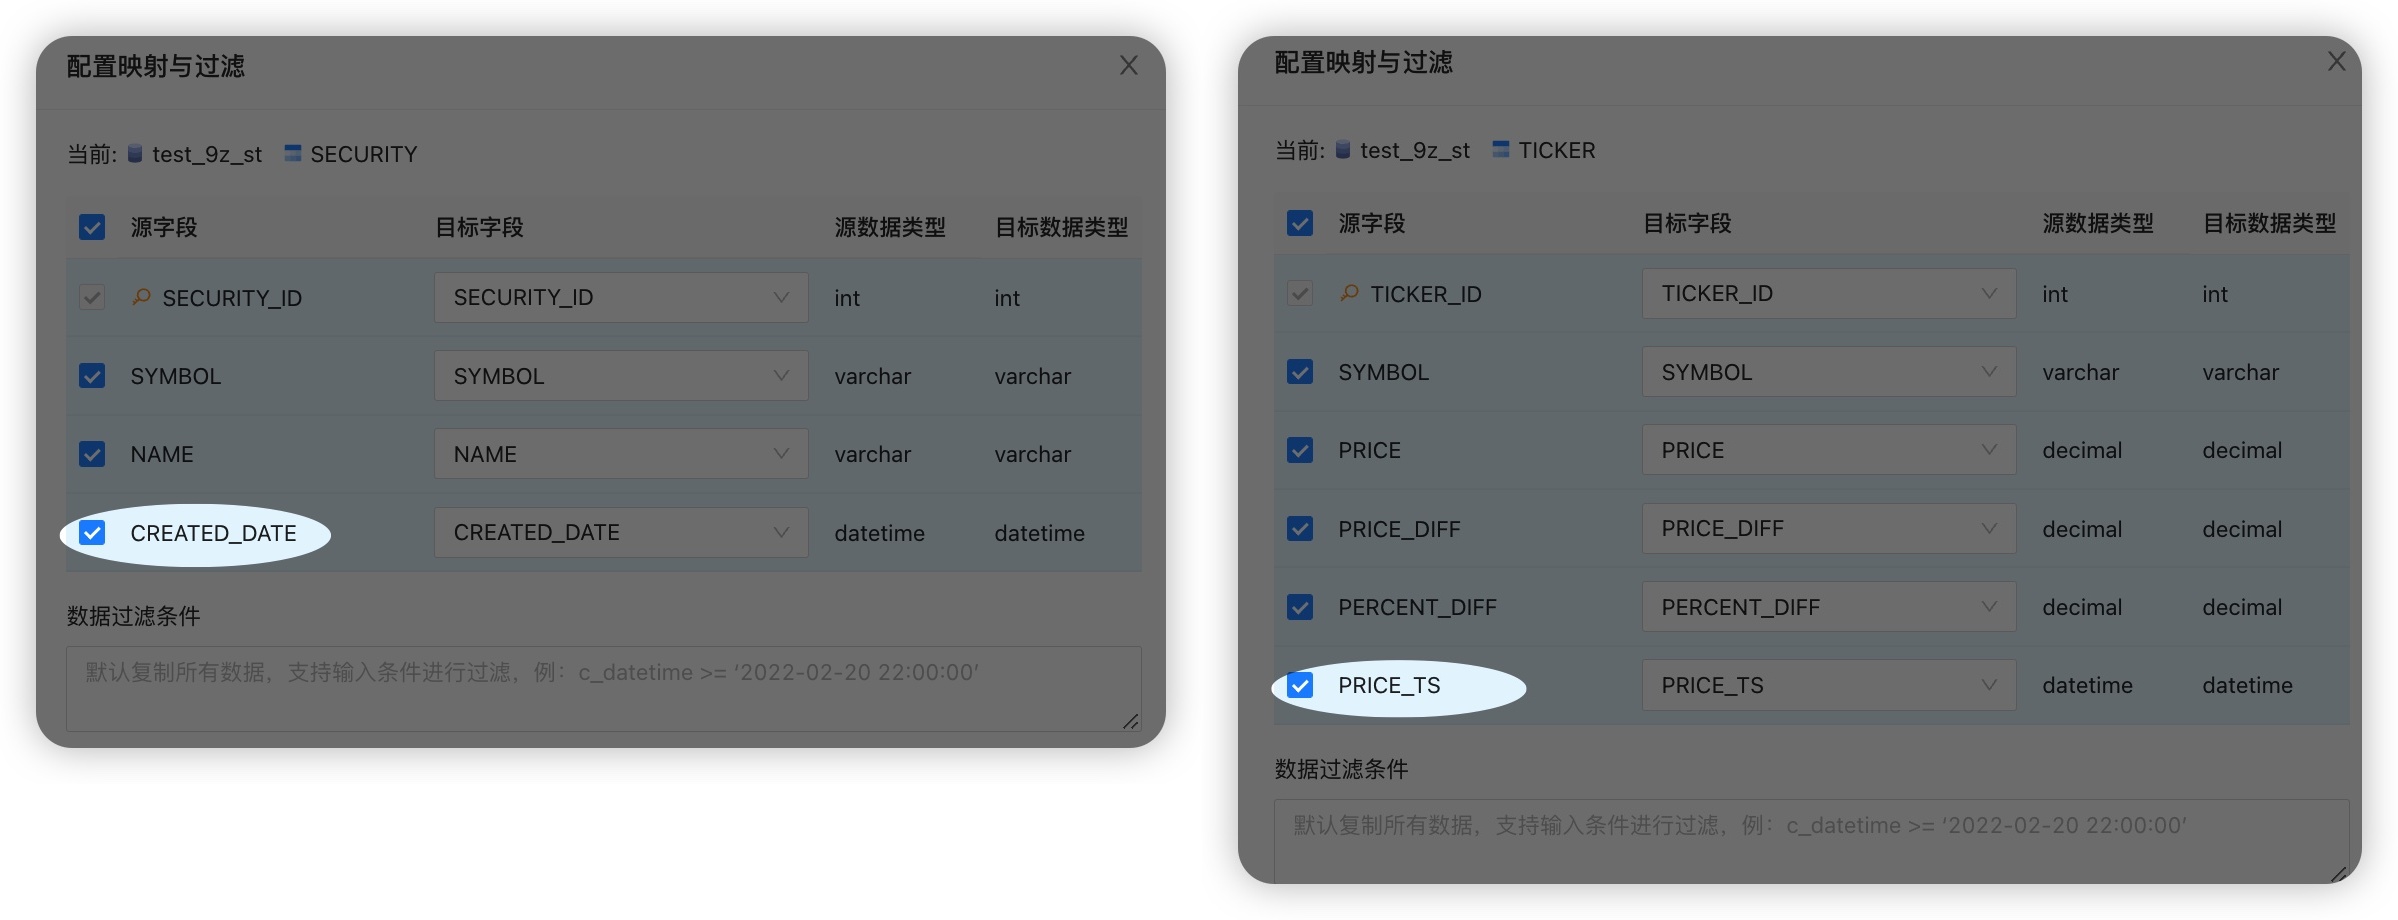 配置映射与过滤
当前: test_9z_st SECURITY
源字段 目标字段 源数据类型 目标数据类型
SECURITY_ID SECURITY_ID int int
SYMBOL SYMBOL varchar varchar
NAME NAME varchar varchar
CREATED_DATE CREATED_DATE datetime datetime
数据过滤条件
默认复制所有数据，支持输入条件进行过滤，例：c_datetime >= ‘2022-02-20 22:00:00’
配置映射与过滤
当前: test_9z_st TICKER
源字段 目标字段 源数据类型 目标数据类型
TICKER_ID TICKER_ID int int
SYMBOL SYMBOL varchar varchar
PRICE PRICE decimal decimal
PRICE_DIFF PRICE_DIFF decimal decimal
PERCENT_DIFF PERCENT_DIFF decimal decimal
PRICE_TS PRICE_TS datetime datetime
数据过滤条件
默认复制所有数据，支持输入条件进行过滤，例：c_datetime >= ‘2022-02-20 22:00:00’